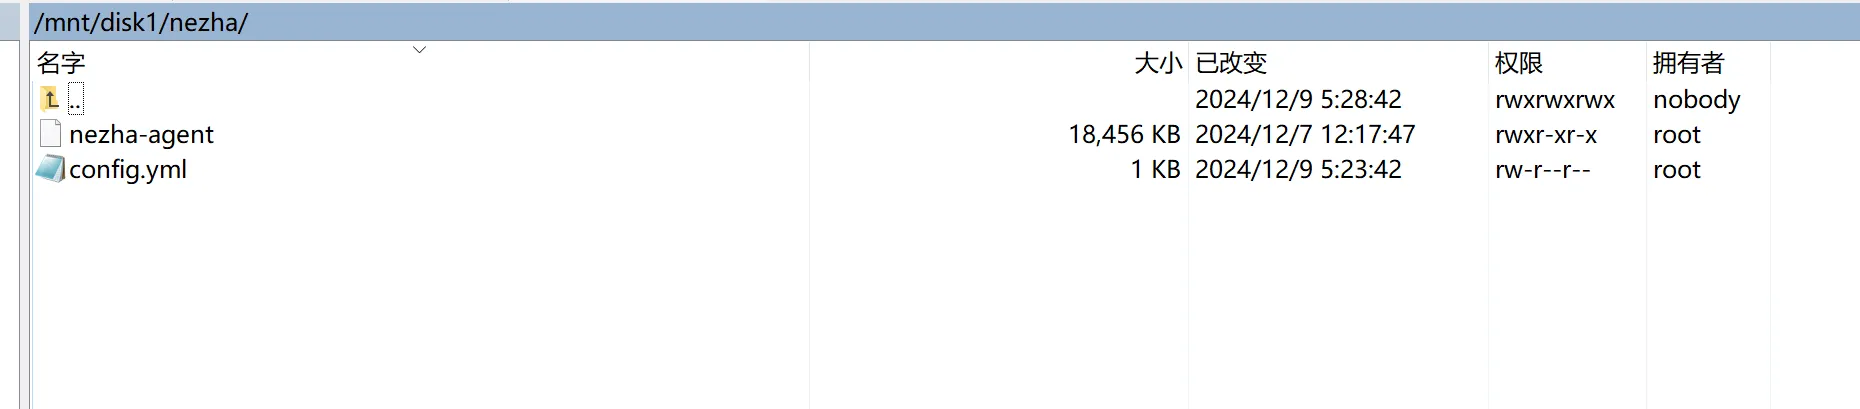 /mnt/disk1/nezha/
名字 大小 已改变 权限 拥有者
.. 2024/12/9 5:28:42 rwxrwxrwx nobody
nezha-agent 18,456 KB 2024/12/7 12:17:47 rwxr-xr-x root
config.yml 1 KB 2024/12/9 5:23:42 rw-r--r-- root